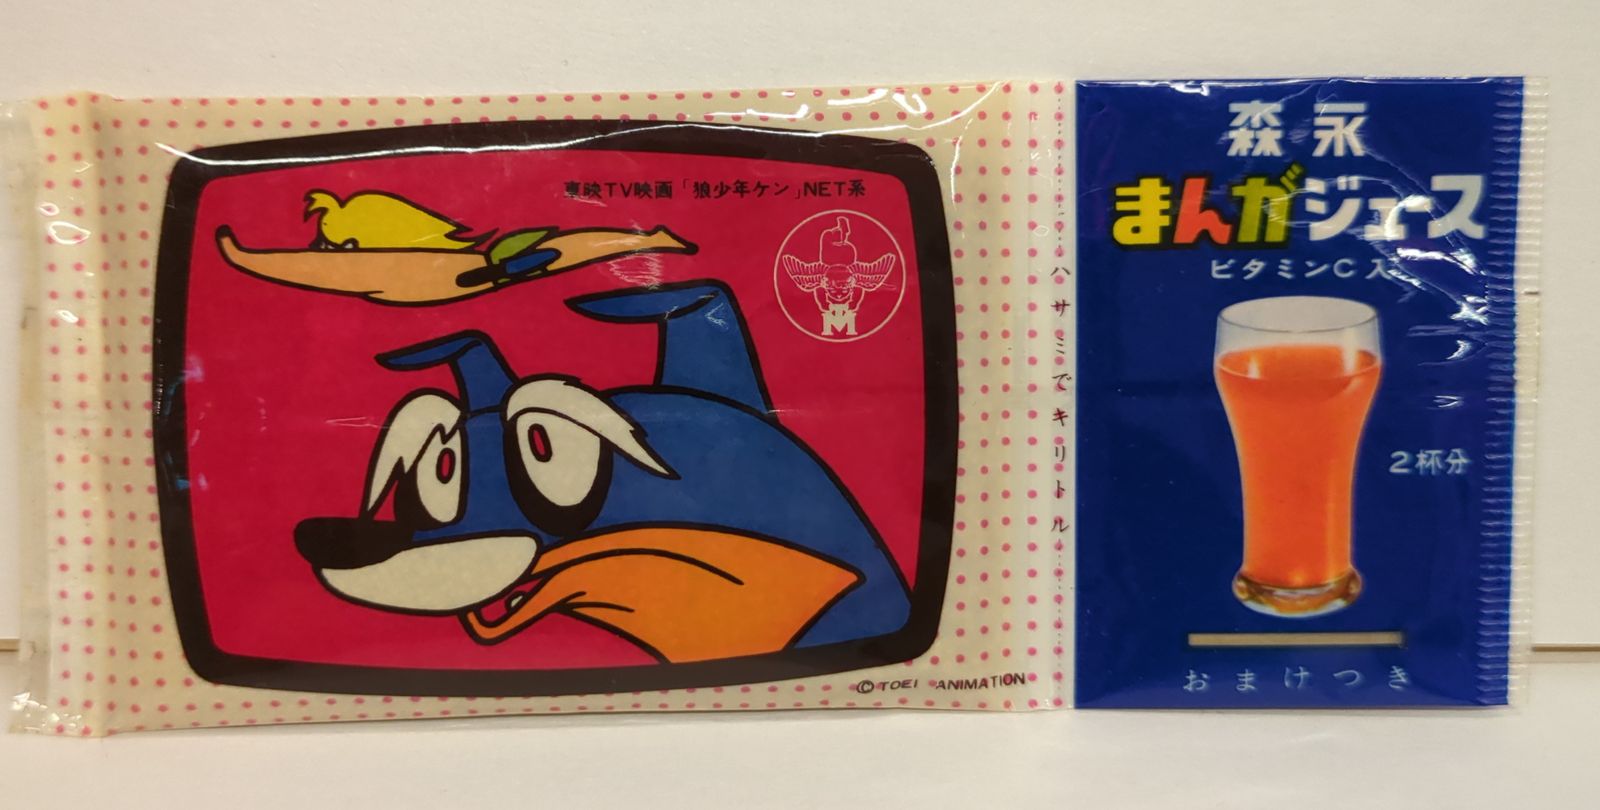 東映TV映画「狼少年ケン」NET系
TM
© TOEI ANIMATION
ハサミでキリトル
森永
まんがジュース
ビタミンC入
2杯分
おまけつき